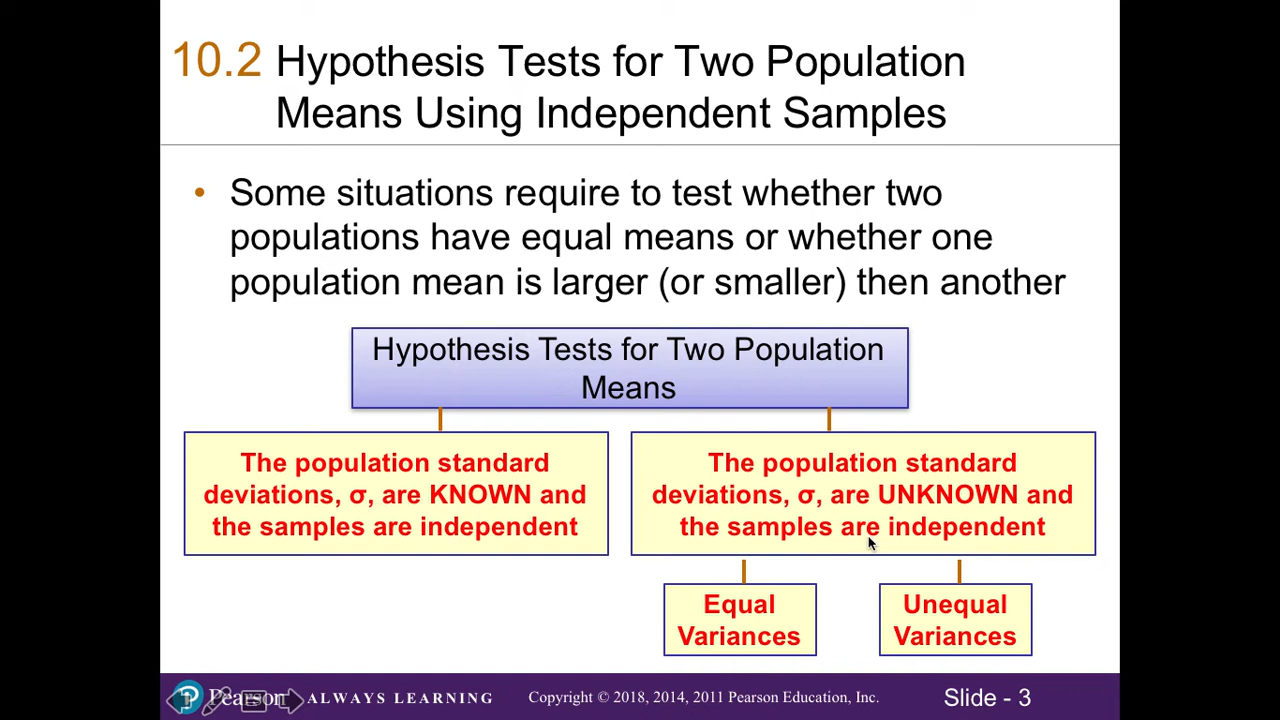 10.2 Hypothesis Tests for Two Population
Means Using Independent Samples
• Some situations require to test whether two
populations have equal means or whether one
population mean is larger (or smaller) then another
Hypothesis Tests for Two Population
Means
The population standard
deviations, σ, are KNOWN and
the samples are independent
The population standard
deviations, σ, are UNKNOWN and
the samples are independent
Equal
Variances
Unequal
Variances
Pearson
ALWAYS LEARNING
Copyright © 2018, 2014, 2011 Pearson Education, Inc.
Slide - 3